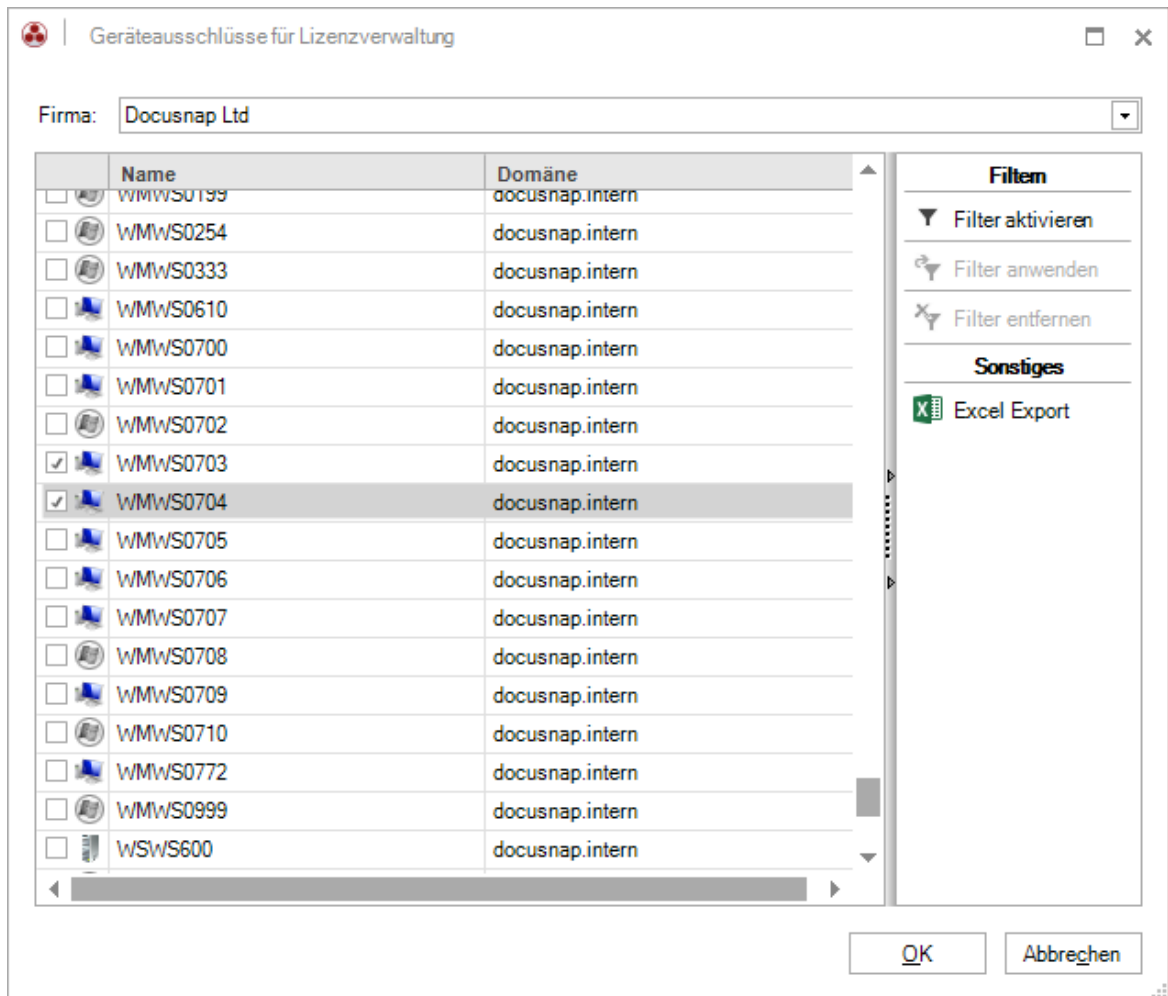 Geräteausschlüsse für Lizenzverwaltung
Firma: Docusnap Ltd
Name Domäne
WMWS0199 docusnap.intern
WMWS0254 docusnap.intern
WMWS0333 docusnap.intern
WMWS0610 docusnap.intern
WMWS0700 docusnap.intern
WMWS0701 docusnap.intern
WMWS0702 docusnap.intern
WMWS0703 docusnap.intern
WMWS0704 docusnap.intern
WMWS0705 docusnap.intern
WMWS0706 docusnap.intern
WMWS0707 docusnap.intern
WMWS0708 docusnap.intern
WMWS0709 docusnap.intern
WMWS0710 docusnap.intern
WMWS0772 docusnap.intern
WMWS0999 docusnap.intern
WSWS600 docusnap.intern
Filtern
Filter aktivieren
Filter anwenden
Filter entfernen
Sonstiges
Excel Export
OK Abbrechen